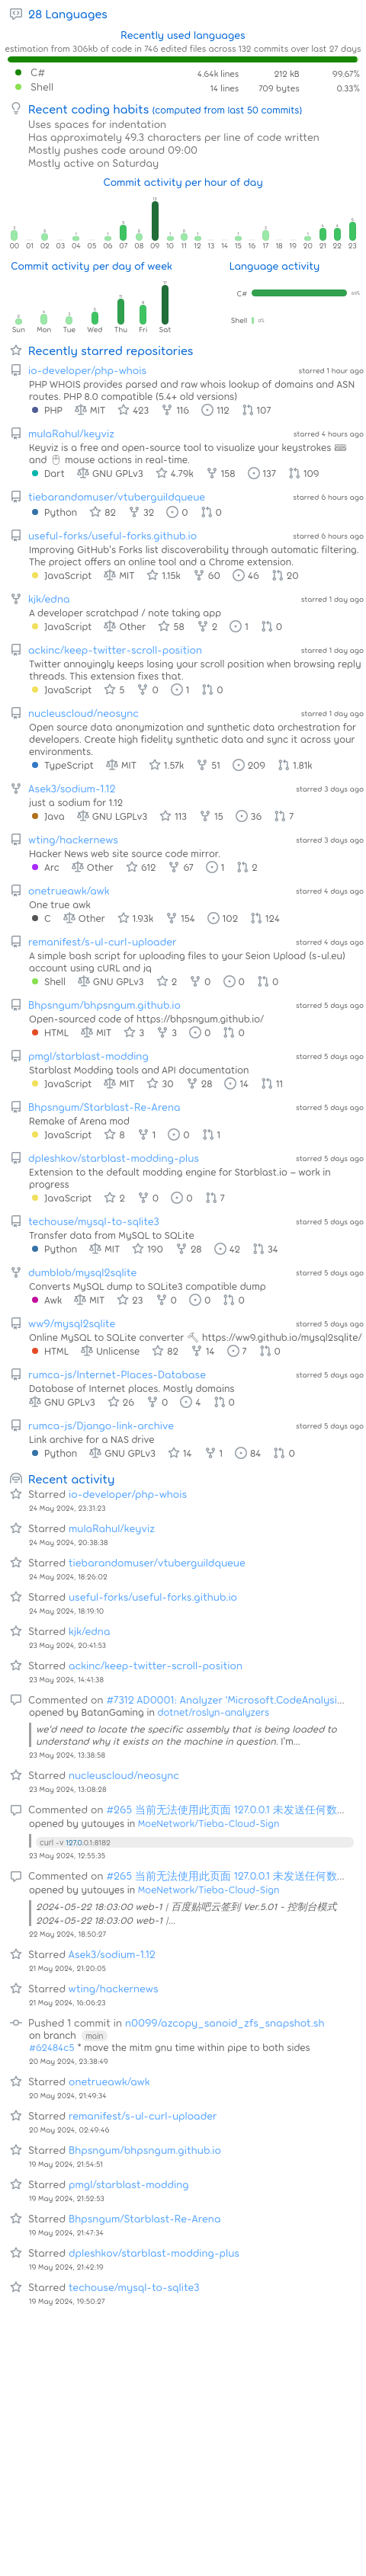 28 Languages
Recently used languages
estimation from 306kb of code in 746 edited files across 132 commits over last 27 days
C# 4.64k lines 212 kB 99.67%
Shell 14 lines 709 bytes 0.33%
Recent coding habits (computed from last 50 commits)
Uses spaces for indentation
Has approximately 49.3 characters per line of code written
Mostly pushes code around 09:00
Mostly active on Saturday
Commit activity per hour of day
00 01 02 03 04 05 06 07 08 09 10 11 12 13 14 15 16 17 18 19 20 21 22 23
Commit activity per day of week
Language activity
C#
Shell
Sun Mon Tue Wed Thu Fri Sat
Recently starred repositories
io-developer/php-whois starred 1 hour ago
PHP WHOIS provides parsed and raw whois lookup of domains and ASN
routes. PHP 8.0 compatible (5.4+ old versions)
PHP MIT 423 116 112 107
mulaRahul/keyviz starred 4 hours ago
Keyviz is a free and open-source tool to visualize your keystrokes ⌨️
and 🖱️ mouse actions in real-time.
Dart GNU GPLv3 4.79k 158 137 109
tiebarandomuser/vtuberguildqueue starred 6 hours ago
Python 82 32 0 0
useful-forks/useful-forks.github.io starred 6 hours ago
Improving GitHub's Forks list discoverability through automatic filtering.
The project offers an online tool and a Chrome extension.
JavaScript MIT 1.15k 60 46 20
kjk/edna starred 1 day ago
A developer scratchpad / note taking app
JavaScript Other 58 2 1 0
ackinc/keep-twitter-scroll-position starred 1 day ago
Twitter annoyingly keeps losing your scroll position when browsing reply
threads. This extension fixes that.
JavaScript 5 0 1 0
nucleuscloud/neosync starred 1 day ago
Open source data anonymization and synthetic data orchestration for
developers. Create high fidelity synthetic data and sync it across your
environments.
TypeScript MIT 1.57k 51 209 1.81k
Asek3/sodium-1.12 starred 3 days ago
just a sodium for 1.12
Java GNU LGPLv3 113 15 36 7
wting/hackernews starred 3 days ago
Hacker News web site source code mirror.
Arc Other 612 67 1 2
onetrueawk/awk starred 4 days ago
One true awk
C Other 1.93k 154 102 124
remanifest/s-ul-curl-uploader starred 4 days ago
A simple bash script for uploading files to your Seion Upload (s-ul.eu)
account using cURL and jq
Shell GNU GPLv3 2 0 0 0
Bhpsngum/bhpsngum.github.io starred 5 days ago
Open-sourced code of https://bhpsngum.github.io/
HTML MIT 3 3 0 0
pmgl/starblast-modding starred 5 days ago
Starblast Modding tools and API documentation
JavaScript MIT 30 28 14 11
Bhpsngum/Starblast-Re-Arena starred 5 days ago
Remake of Arena mod
JavaScript 8 1 0 1
dpleshkov/starblast-modding-plus starred 5 days ago
Extension to the default modding engine for Starblast.io – work in
progress
JavaScript 2 0 0 7
techouse/mysql-to-sqlite3 starred 5 days ago
Transfer data from MySQL to SQLite
Python MIT 190 28 42 34
dumblob/mysql2sqlite starred 5 days ago
Converts MySQL dump to SQLite3 compatible dump
Awk MIT 23 0 0 0
ww9/mysql2sqlite starred 5 days ago
Online MySQL to SQLite converter 🔨 https://ww9.github.io/mysql2sqlite/
HTML Unlicense 82 14 7 0
rumca-js/Internet-Places-Database starred 5 days ago
Database of Internet places. Mostly domains
GNU GPLv3 26 0 4 0
rumca-js/Django-link-archive starred 5 days ago
Link archive for a NAS drive
Python GNU GPLv3 14 1 84 0
Recent activity
Starred io-developer/php-whois
24 May 2024, 23:31:23
Starred mulaRahul/keyviz
24 May 2024, 20:38:38
Starred tiebarandomuser/vtuberguildqueue
24 May 2024, 18:26:02
Starred useful-forks/useful-forks.github.io
24 May 2024, 18:19:10
Starred kjk/edna
23 May 2024, 20:41:53
Starred ackinc/keep-twitter-scroll-position
23 May 2024, 14:41:38
Commented on #7312 AD0001: Analyzer 'Microsoft.CodeAnalysi...
opened by BatanGaming in dotnet/roslyn-analyzers
we'd need to locate the specific assembly that is being loaded to
understand why it exists on the machine in question. I'm...
23 May 2024, 13:38:58
Starred nucleuscloud/neosync
23 May 2024, 13:08:28
Commented on #265 当前无法使用此页面 127.0.0.1 未发送任何数...
opened by yutouyes in MoeNetwork/Tieba-Cloud-Sign
curl -v 127.0.0.1:8182
23 May 2024, 12:55:35
Commented on #265 当前无法使用此页面 127.0.0.1 未发送任何数...
opened by yutouyes in MoeNetwork/Tieba-Cloud-Sign
2024-05-22 18:03:00 web-1 | 百度贴吧云签到 Ver.5.01 - 控制台模式
2024-05-22 18:03:00 web-1 |...
22 May 2024, 18:50:27
Starred Asek3/sodium-1.12
21 May 2024, 21:20:05
Starred wting/hackernews
21 May 2024, 16:06:23
Pushed 1 commit in n0099/azcopy_sanoid_zfs_snapshot.sh
on branch main
#62484c5 * move the mitm gnu time within pipe to both sides
20 May 2024, 23:38:49
Starred onetrueawk/awk
20 May 2024, 21:49:34
Starred remanifest/s-ul-curl-uploader
20 May 2024, 02:49:46
Starred Bhpsngum/bhpsngum.github.io
19 May 2024, 21:54:51
Starred pmgl/starblast-modding
19 May 2024, 21:52:53
Starred Bhpsngum/Starblast-Re-Arena
19 May 2024, 21:47:34
Starred dpleshkov/starblast-modding-plus
19 May 2024, 21:42:19
Starred techouse/mysql-to-sqlite3
19 May 2024, 19:50:27